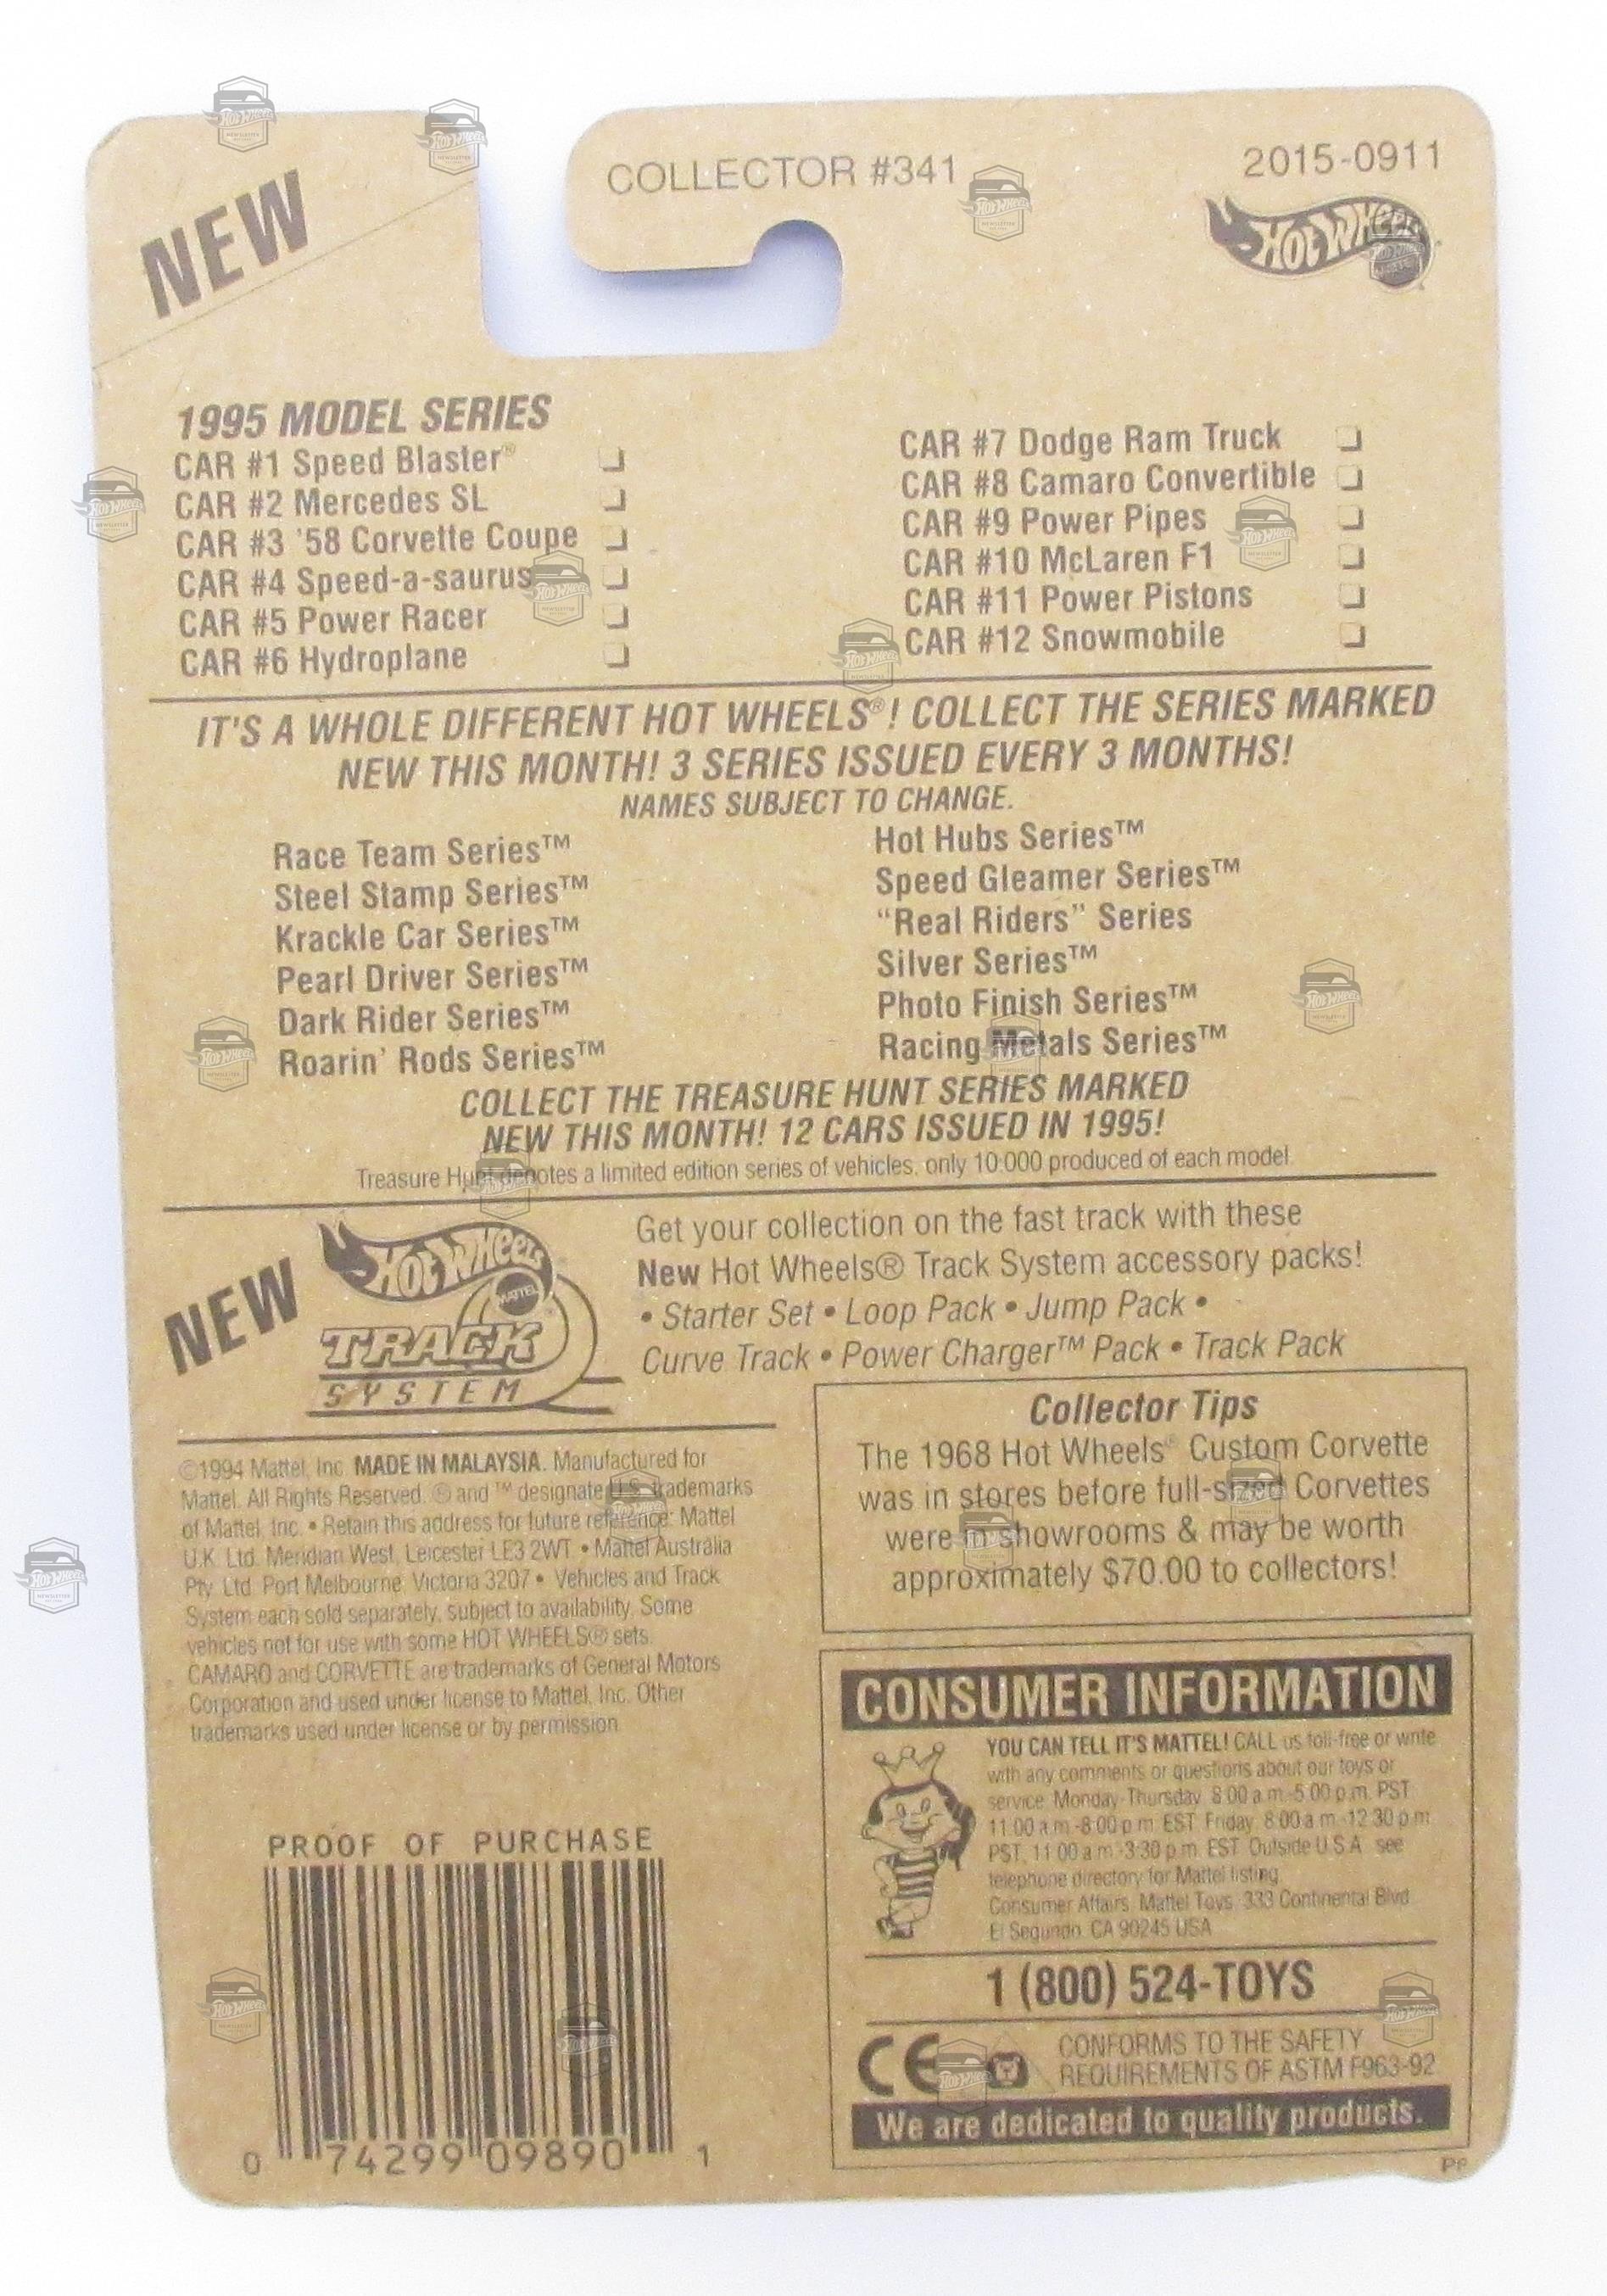 COLLECTOR #341
2015-0911
NEW
HOT WHEELS
1995 MODEL SERIES
CAR #1 Speed Blaster®
CAR #2 Mercedes SL
CAR #3 '58 Corvette Coupe
CAR #4 Speed-a-saurus
CAR #5 Power Racer
CAR #6 Hydroplane
CAR #7 Dodge Ram Truck
CAR #8 Camaro Convertible
CAR #9 Power Pipes
CAR #10 McLaren F1
CAR #11 Power Pistons
CAR #12 Snowmobile
IT'S A WHOLE DIFFERENT HOT WHEELS®! COLLECT THE SERIES MARKED
NEW THIS MONTH! 3 SERIES ISSUED EVERY 3 MONTHS!
NAMES SUBJECT TO CHANGE.
Race Team Series™
Steel Stamp Series™
Krackle Car Series™
Pearl Driver Series™
Dark Rider Series™
Roarin' Rods Series™
Hot Hubs Series™
Speed Gleamer Series™
“Real Riders” Series
Silver Series™
Photo Finish Series™
Racing Metals Series™
COLLECT THE TREASURE HUNT SERIES MARKED
NEW THIS MONTH! 12 CARS ISSUED IN 1995!
Treasure Hunt denotes a limited edition series of vehicles, only 10,000 produced of each model.
NEW
HOT WHEELS
MATTEL
TRACK
SYSTEM
Get your collection on the fast track with these
New Hot Wheels® Track System accessory packs!
• Starter Set • Loop Pack • Jump Pack •
Curve Track • Power Charger™ Pack • Track Pack
©1994 Mattel, Inc. MADE IN MALAYSIA. Manufactured for
Mattel. All Rights Reserved. ® and ™ designate U.S. trademarks
of Mattel, Inc. • Retain this address for future reference: Mattel
U.K. Ltd. Meridian West, Leicester LE3 2WT. • Mattel Australia
Pty. Ltd. Port Melbourne, Victoria 3207 • Vehicles and Track
System each sold separately, subject to availability. Some
vehicles not for use with some HOT WHEELS® sets.
CAMARO and CORVETTE are trademarks of General Motors
Corporation and used under license to Mattel, Inc. Other
trademarks used under license or by permission.
Collector Tips
The 1968 Hot Wheels® Custom Corvette
was in stores before full-sized Corvettes
were in showrooms & may be worth
approximately $70.00 to collectors!
CONSUMER INFORMATION
YOU CAN TELL IT'S MATTEL! CALL us toll-free or write
with any comments or questions about our toys or
service. Monday-Thursday, 8:00 a.m.-5:00 p.m. PST,
11:00 a.m.-8:00 p.m. EST. Friday, 8:00 a.m.-12:30 p.m.
PST, 11:00 a.m.-3:30 p.m. EST. Outside U.S.A. see
telephone directory for Mattel listing.
Consumer Affairs, Mattel Toys, 333 Continental Blvd.
El Segundo, CA 90245 USA
1 (800) 524-TOYS
CE
CONFORMS TO THE SAFETY
REQUIREMENTS OF ASTM F963-92
We are dedicated to quality products.
PROOF OF PURCHASE
0 74299 09890 1